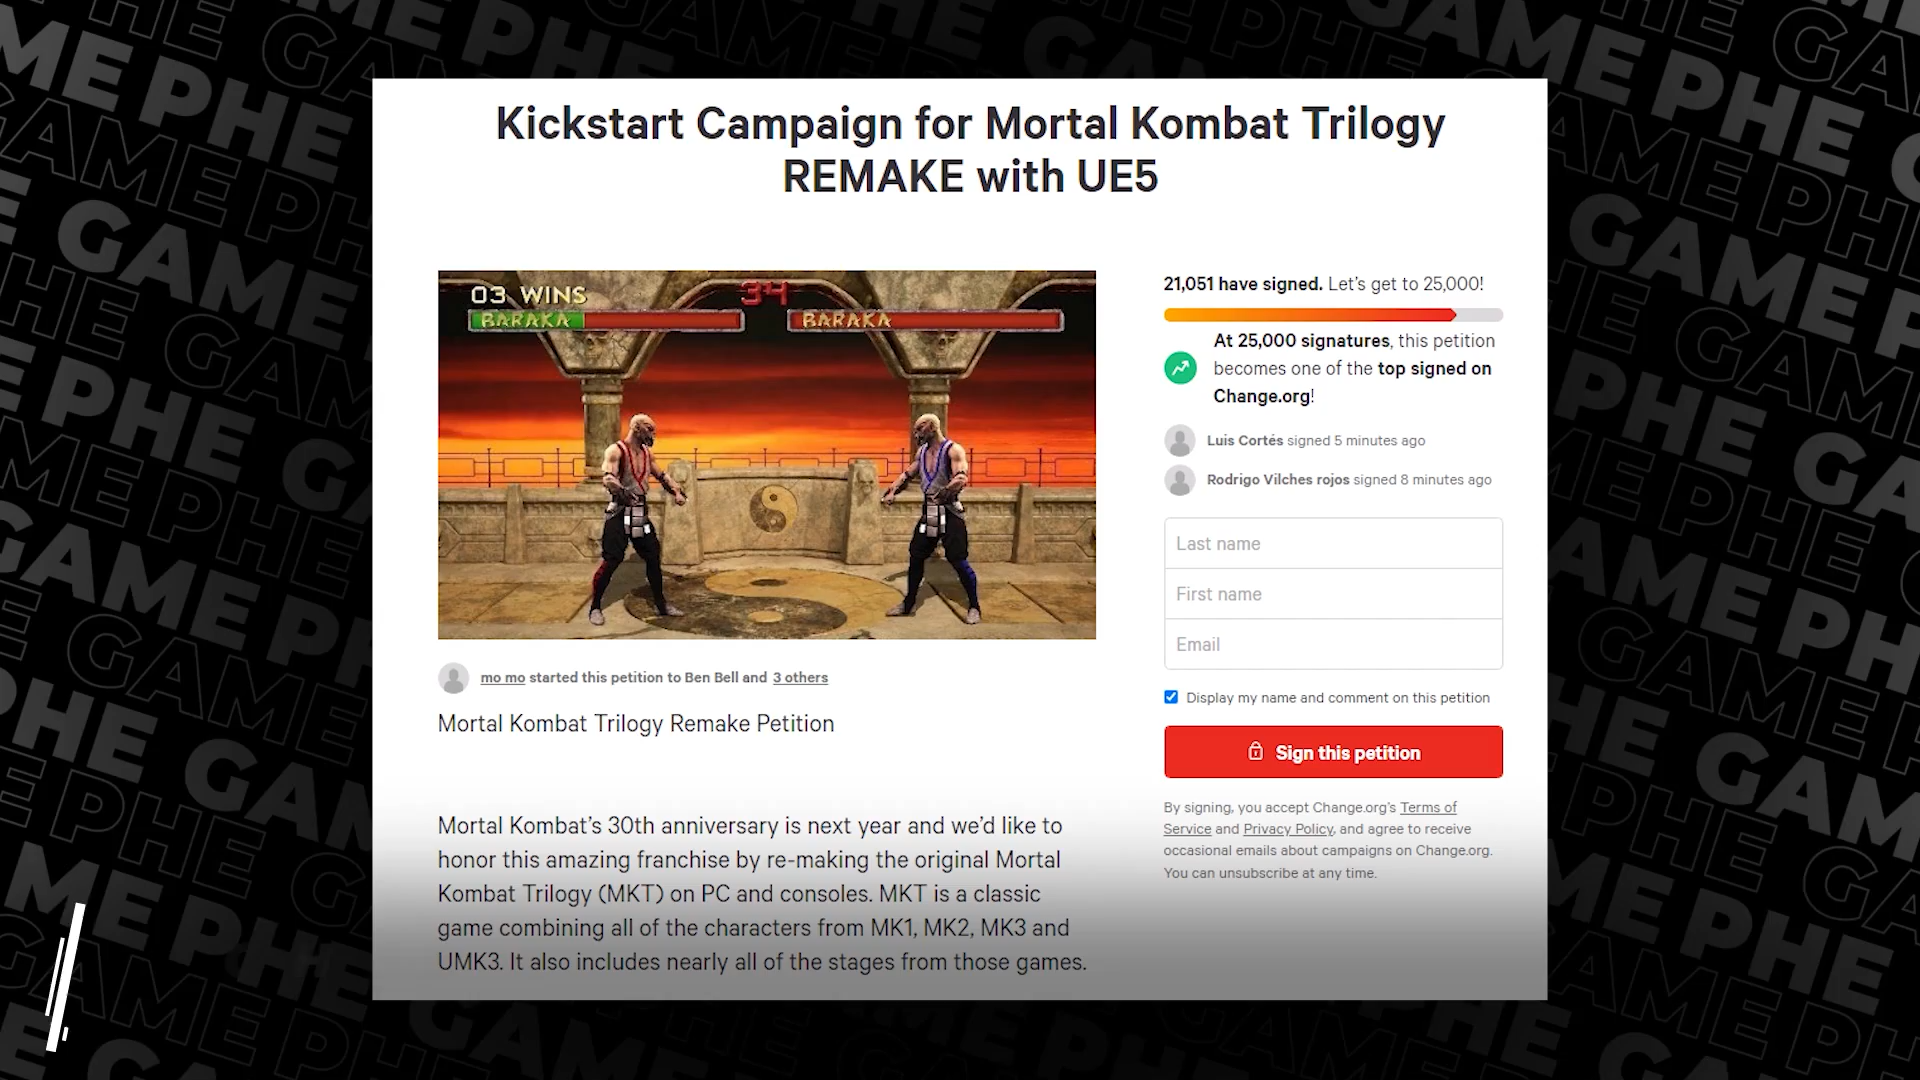 Kickstart Campaign for Mortal Kombat Trilogy
REMAKE with UE5
03 WINS
34
BARAKA
BARAKA
mo mo started this petition to Ben Bell and 3 others
Mortal Kombat Trilogy Remake Petition
Mortal Kombat’s 30th anniversary is next year and we’d like to
honor this amazing franchise by re-making the original Mortal
Kombat Trilogy (MKT) on PC and consoles. MKT is a classic
game combining all of the characters from MK1, MK2, MK3 and
UMK3. It also includes nearly all of the stages from those games.
21,051 have signed. Let’s get to 25,000!
At 25,000 signatures, this petition
becomes one of the top signed on
Change.org!
Luis Cortés signed 5 minutes ago
Rodrigo Vilches rojos signed 8 minutes ago
Last name
First name
Email
Display my name and comment on this petition
Sign this petition
By signing, you accept Change.org’s Terms of
Service and Privacy Policy, and agree to receive
occasional emails about campaigns on Change.org.
You can unsubscribe at any time.